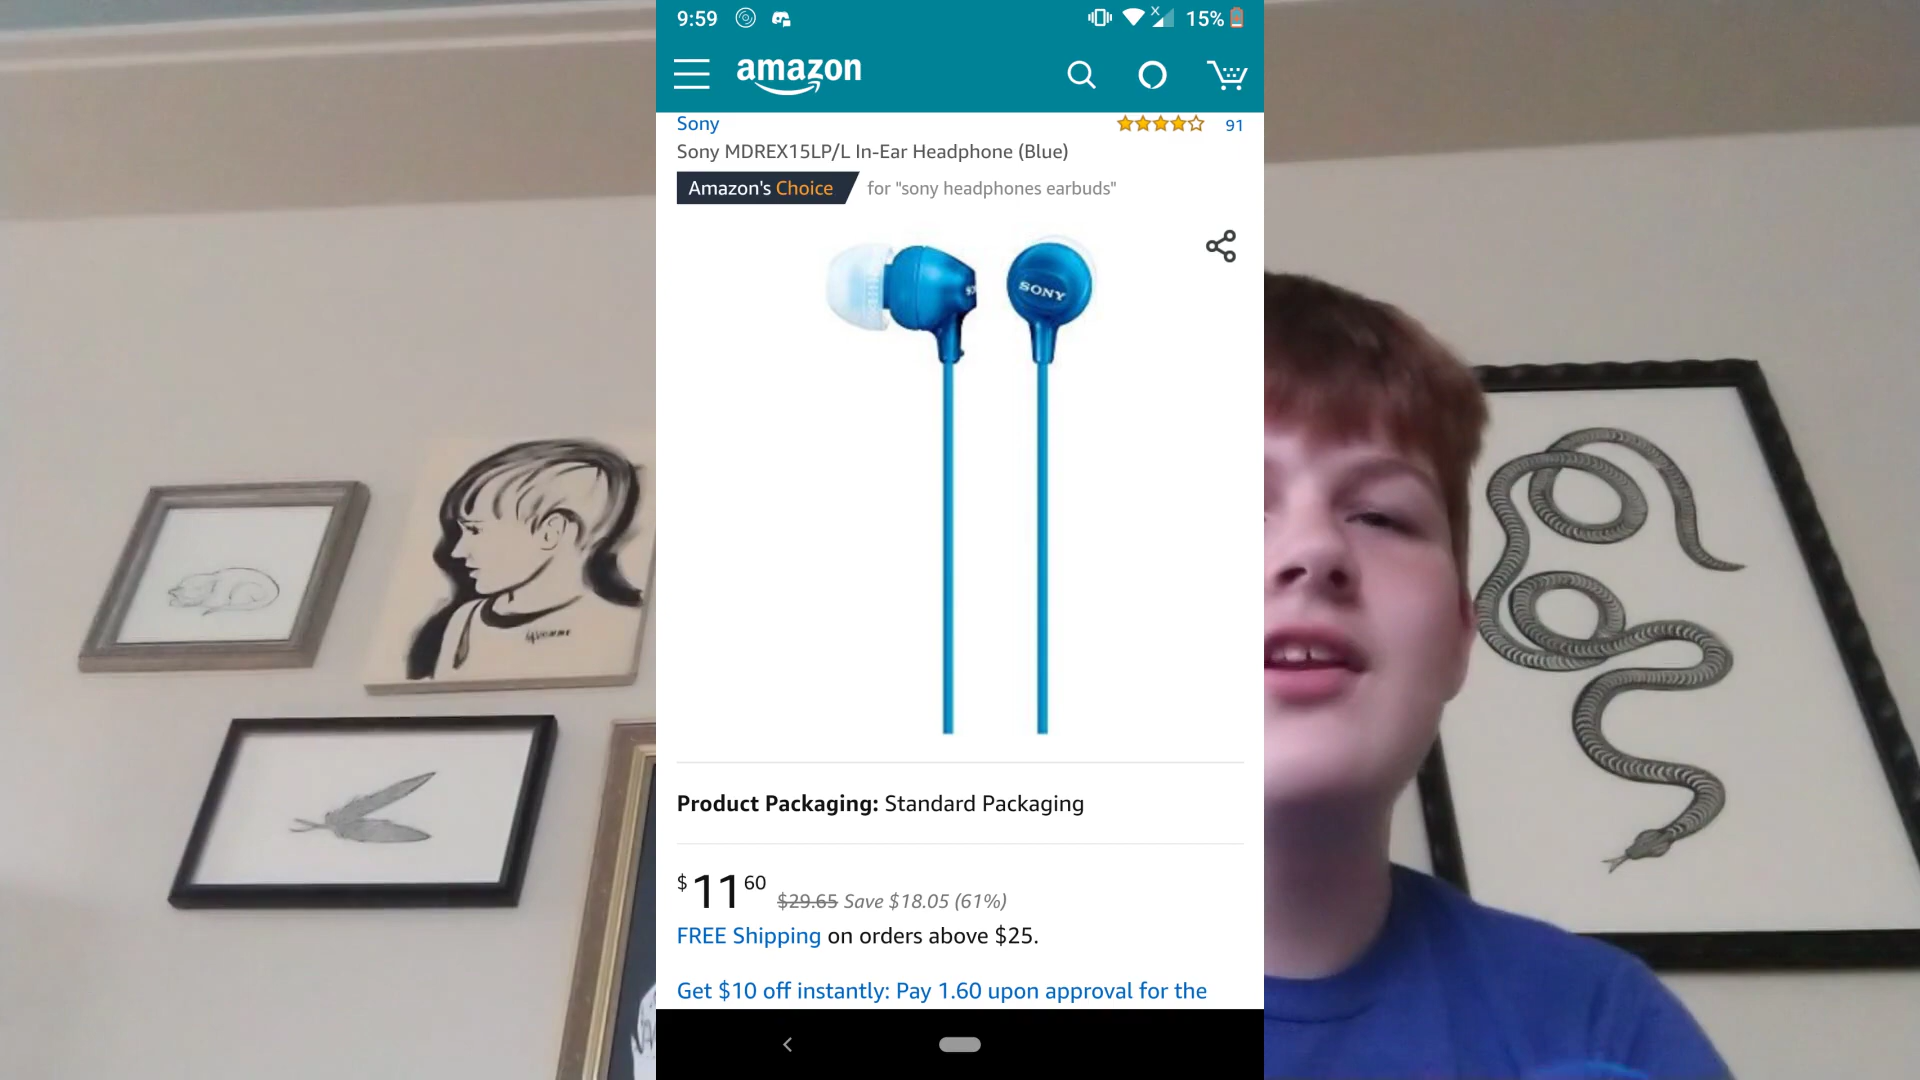 9:59
X
15%
amazon
Sony
91
Sony MDREX15LP/L In-Ear Headphone (Blue)
Amazon's Choice for "sony headphones earbuds"
SONY
Product Packaging: Standard Packaging
$11 60 $29.65 Save $18.05 (61%)
FREE Shipping on orders above $25.
Get $10 off instantly: Pay 1.60 upon approval for the